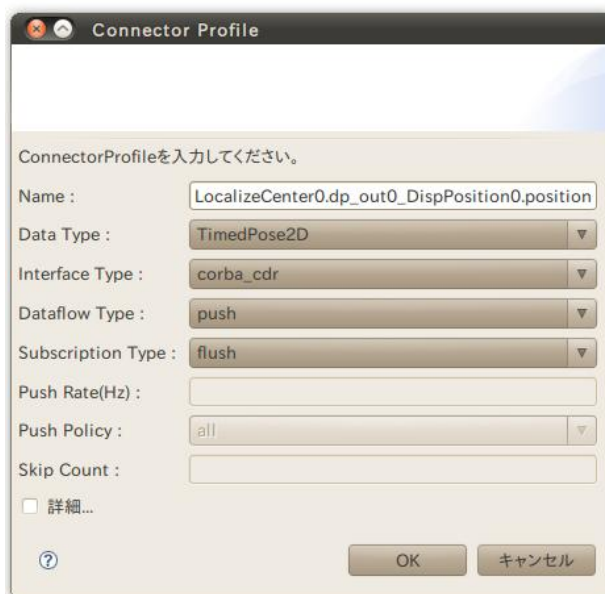 Connector Profile
ConnectorProfileを入力してください。
Name : LocalizeCenter0.dp_out0_DispPosition0.position
Data Type : TimedPose2D
Interface Type : corba_cdr
Dataflow Type : push
Subscription Type : flush
Push Rate(Hz) :
Push Policy : all
Skip Count :
詳細...
OK キャンセル